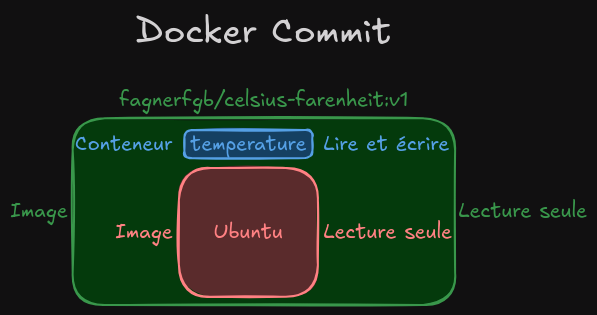 Docker Commit
fagnerfgb/celsius-farenheit:v1
Conteneur temperature Lire et écrire
Image Lecture seule
Image Ubuntu Lecture seule